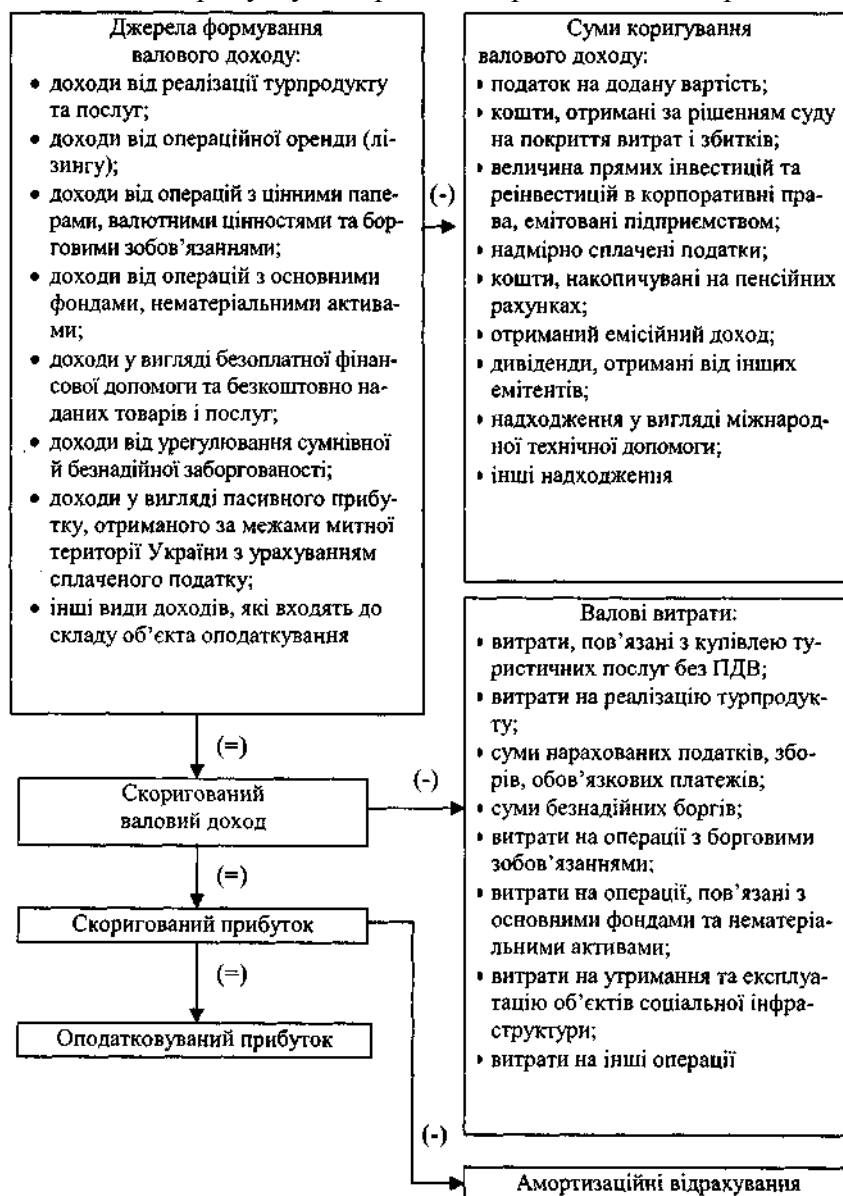 Джерела формування
валового доходу:
• доходи від реалізації турпродукту
та послуг;
• доходи від операційної оренди (лі-
зингу);
• доходи від операцій з цінними папе-
рами, валютними цінностями та бор-
говими зобов'язаннями;
• доходи від операцій з основними
фондами, нематеріальними актива-
ми;
• доходи у вигляді безоплатної фінан-
сової допомоги та безкоштовно на-
даних товарів і послуг;
• доходи від урегулювання сумнівної
й безнадійної заборгованості;
• доходи у вигляді пасивного прибу-
тку, отриманого за межами митної
території України з урахуванням
сплаченого податку;
• інші види доходів, які входять до
складу об'єкта оподаткування
(-)
Суми коригування
валового доходу:
• податок на додану вартість;
• кошти, отримані за рішенням суду
на покриття витрат і збитків;
• величина прямих інвестицій та
реінвестицій в корпоративні пра-
ва, емітовані підприємством;
• надмірно сплачені податки;
• кошти, накопичувані на пенсійних
рахунках;
• отриманий емісійний доход;
• дивіденди, отримані від інших
емітентів;
• надходження у вигляді міжнарод-
ної технічної допомоги;
• інші надходження
(=)
Скоригований
валовий доход
(-)
Валові витрати:
• витрати, пов'язані з купівлею ту-
ристичних послуг без ПДВ;
• витрати на реалізацію турпродук-
ту;
• суми нарахованих податків, збо-
рів, обов'язкових платежів;
• суми безнадійних боргів;
• витрати на операції з борговими
зобов'язаннями;
• витрати на операції, пов'язані з
основними фондами та нематеріа-
льними активами;
• витрати на утримання та експлуа-
тацію об'єктів соціальної інфра-
структури;
• витрати на інші операції
(=)
Скоригований прибуток
(=)
Оподатковуваний прибуток
(-)
Амортизаційні відрахування